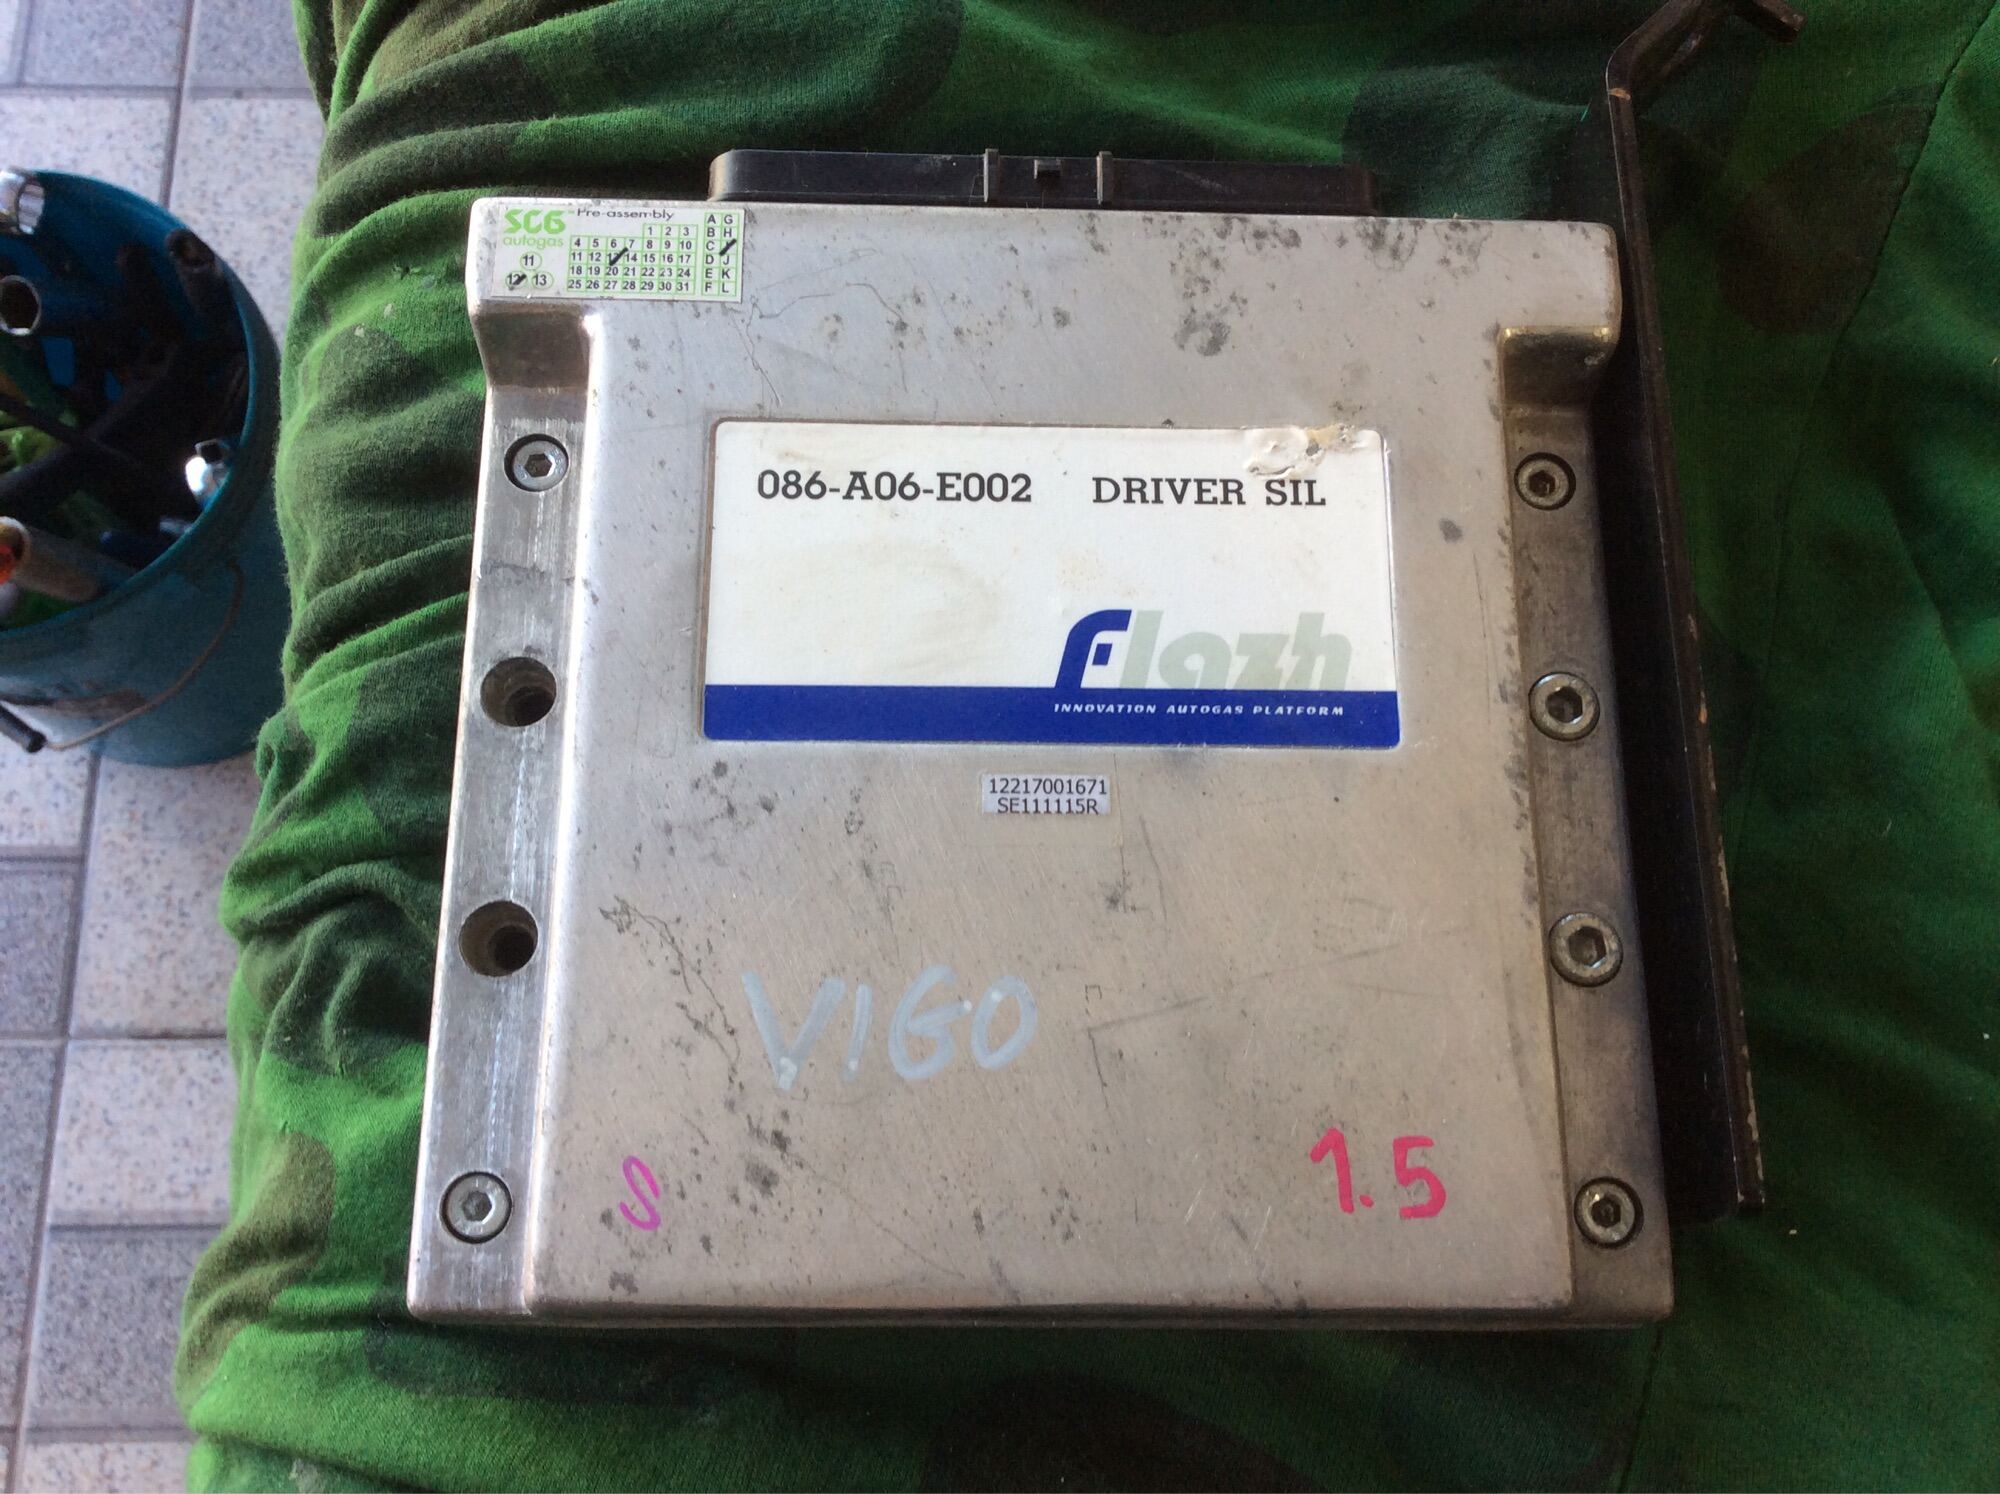 SCG Pre-assembly
autogas
11
12 13
1 2 3
4 5 6 7 8 9 10
11 12 13 14 15 16 17
18 19 20 21 22 23 24
25 26 27 28 29 30 31
A G
B H
C
D J
E K
F L
086-A06-E002 DRIVER SIL
Flazh
INNOVATION AUTOGAS PLATFORM
12217001671
SE111115R
VIGO
S
1.5